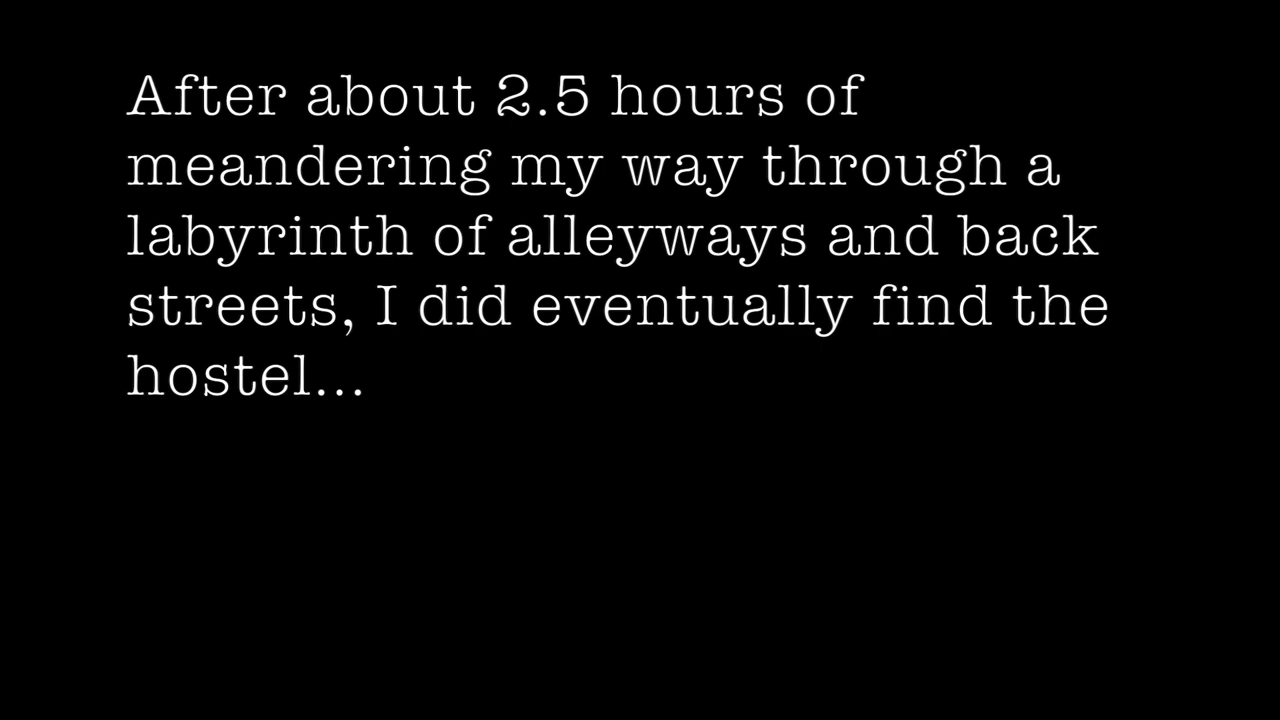 After about 2.5 hours of
meandering my way through a
labyrinth of alleyways and back
streets, I did eventually find the
hostel...